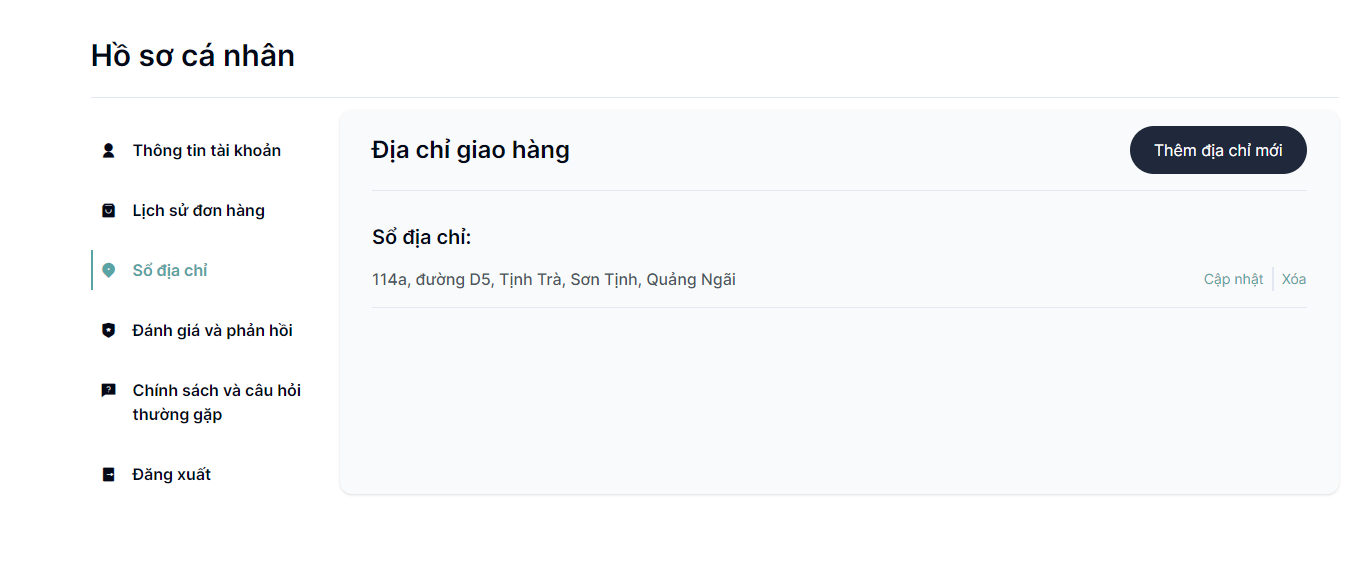 Hồ sơ cá nhân
Thông tin tài khoản
Lịch sử đơn hàng
Sổ địa chỉ
Đánh giá và phản hồi
Chính sách và câu hỏi
thường gặp
Đăng xuất
Địa chỉ giao hàng
Thêm địa chỉ mới
Sổ địa chỉ:
114a, đường D5, Tịnh Trà, Sơn Tịnh, Quảng Ngãi
Cập nhật
Xóa